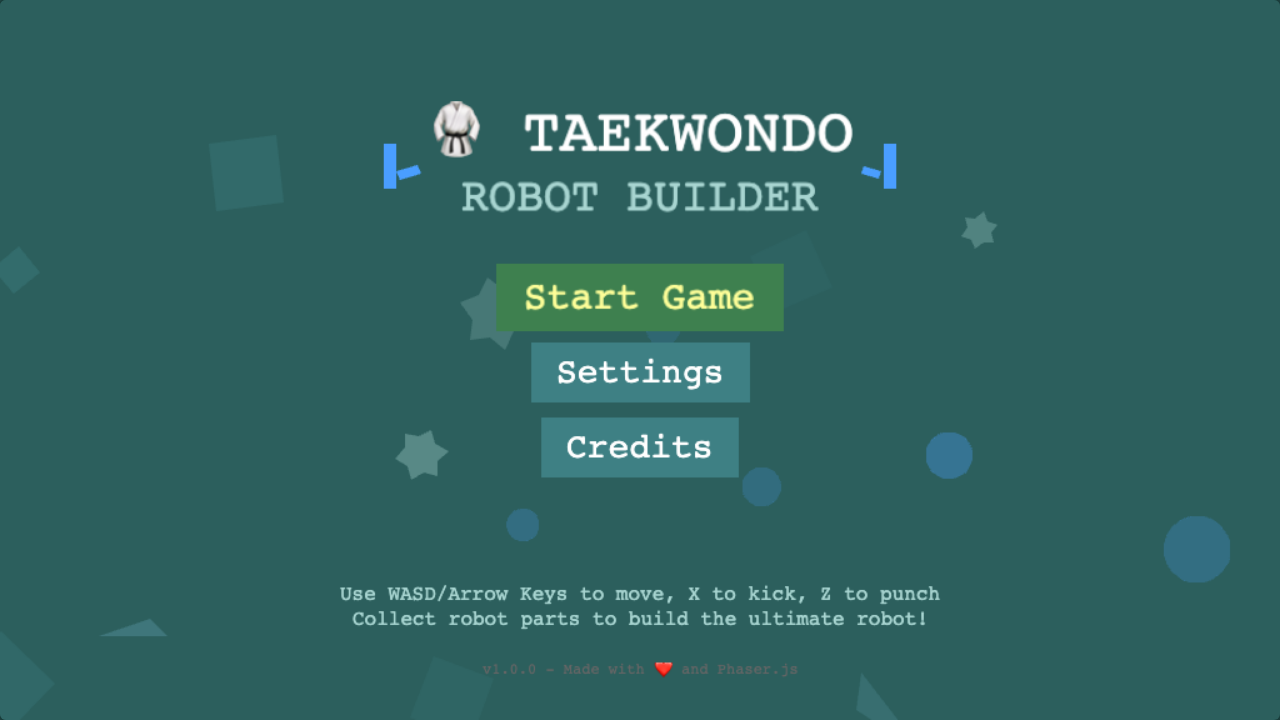 🥋 TAEKWONDO
ROBOT BUILDER
Start Game
Settings
Credits
Use WASD/Arrow Keys to move, X to kick, Z to punch
Collect robot parts to build the ultimate robot!
v1.0.0 - Made with ❤️ and Phaser.js